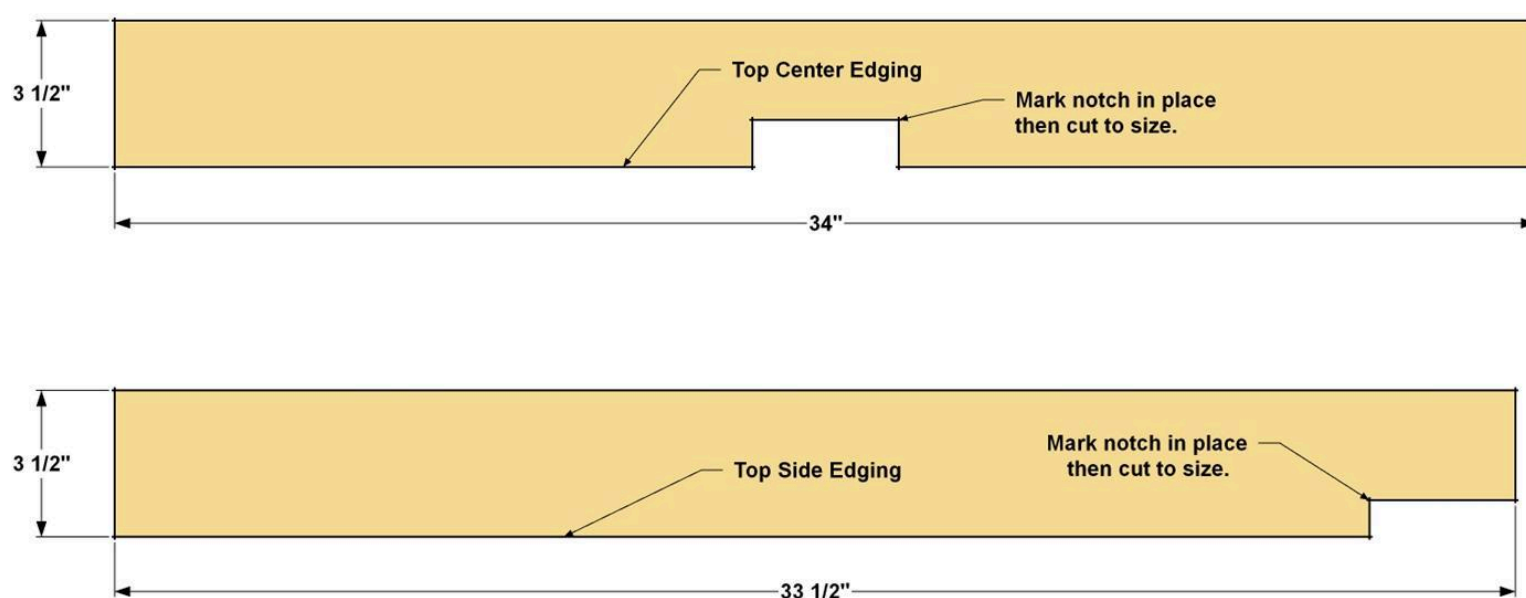 3 1/2"
Top Center Edging
Mark notch in place
then cut to size.
34"
3 1/2"
Top Side Edging
Mark notch in place
then cut to size.
33 1/2"